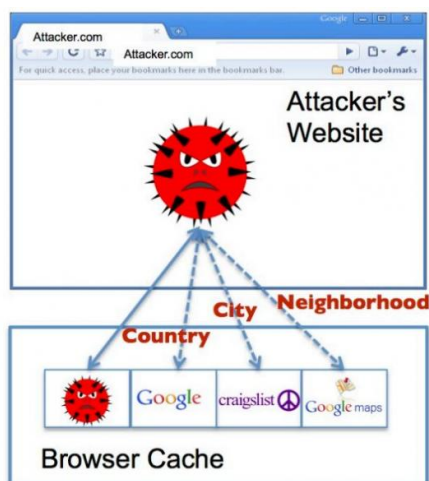 Google
Attacker.com
Attacker.com
For quick access, place your bookmarks here in the bookmarks bar.
Other bookmarks
Attacker's
Website
City
Neighborhood
Country
Google
craigslist
Google maps
Browser Cache